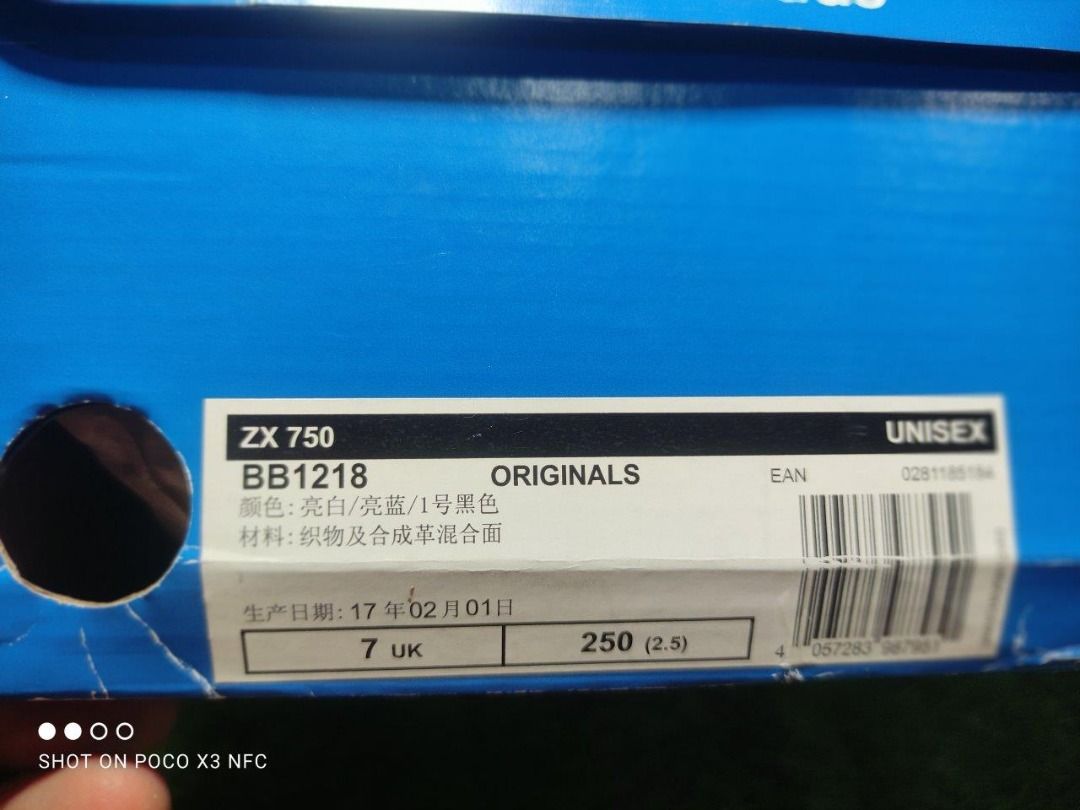 ZX 750 UNISEX
BB1218 ORIGINALS EAN
颜色:亮白/亮蓝/1号黑色
材料:织物及合成革混合面
生产日期:17年02月01日
7 UK 250 (2.5)
4 057283
SHOT ON POCO X3 NFC